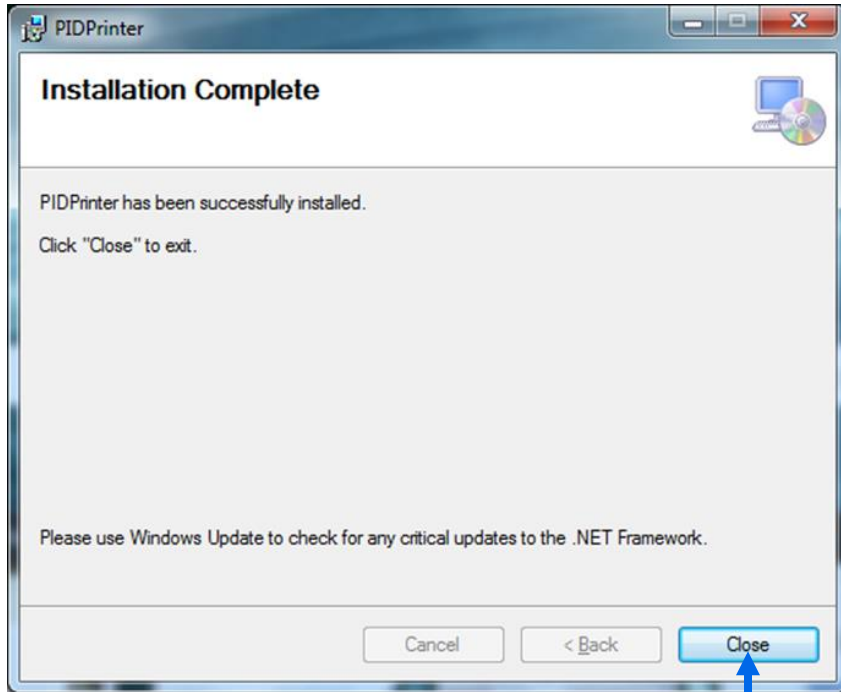 PIDPrinter
Installation Complete
PIDPrinter has been successfully installed.
Click "Close" to exit.
Please use Windows Update to check for any critical updates to the .NET Framework.
Cancel
< Back
Close